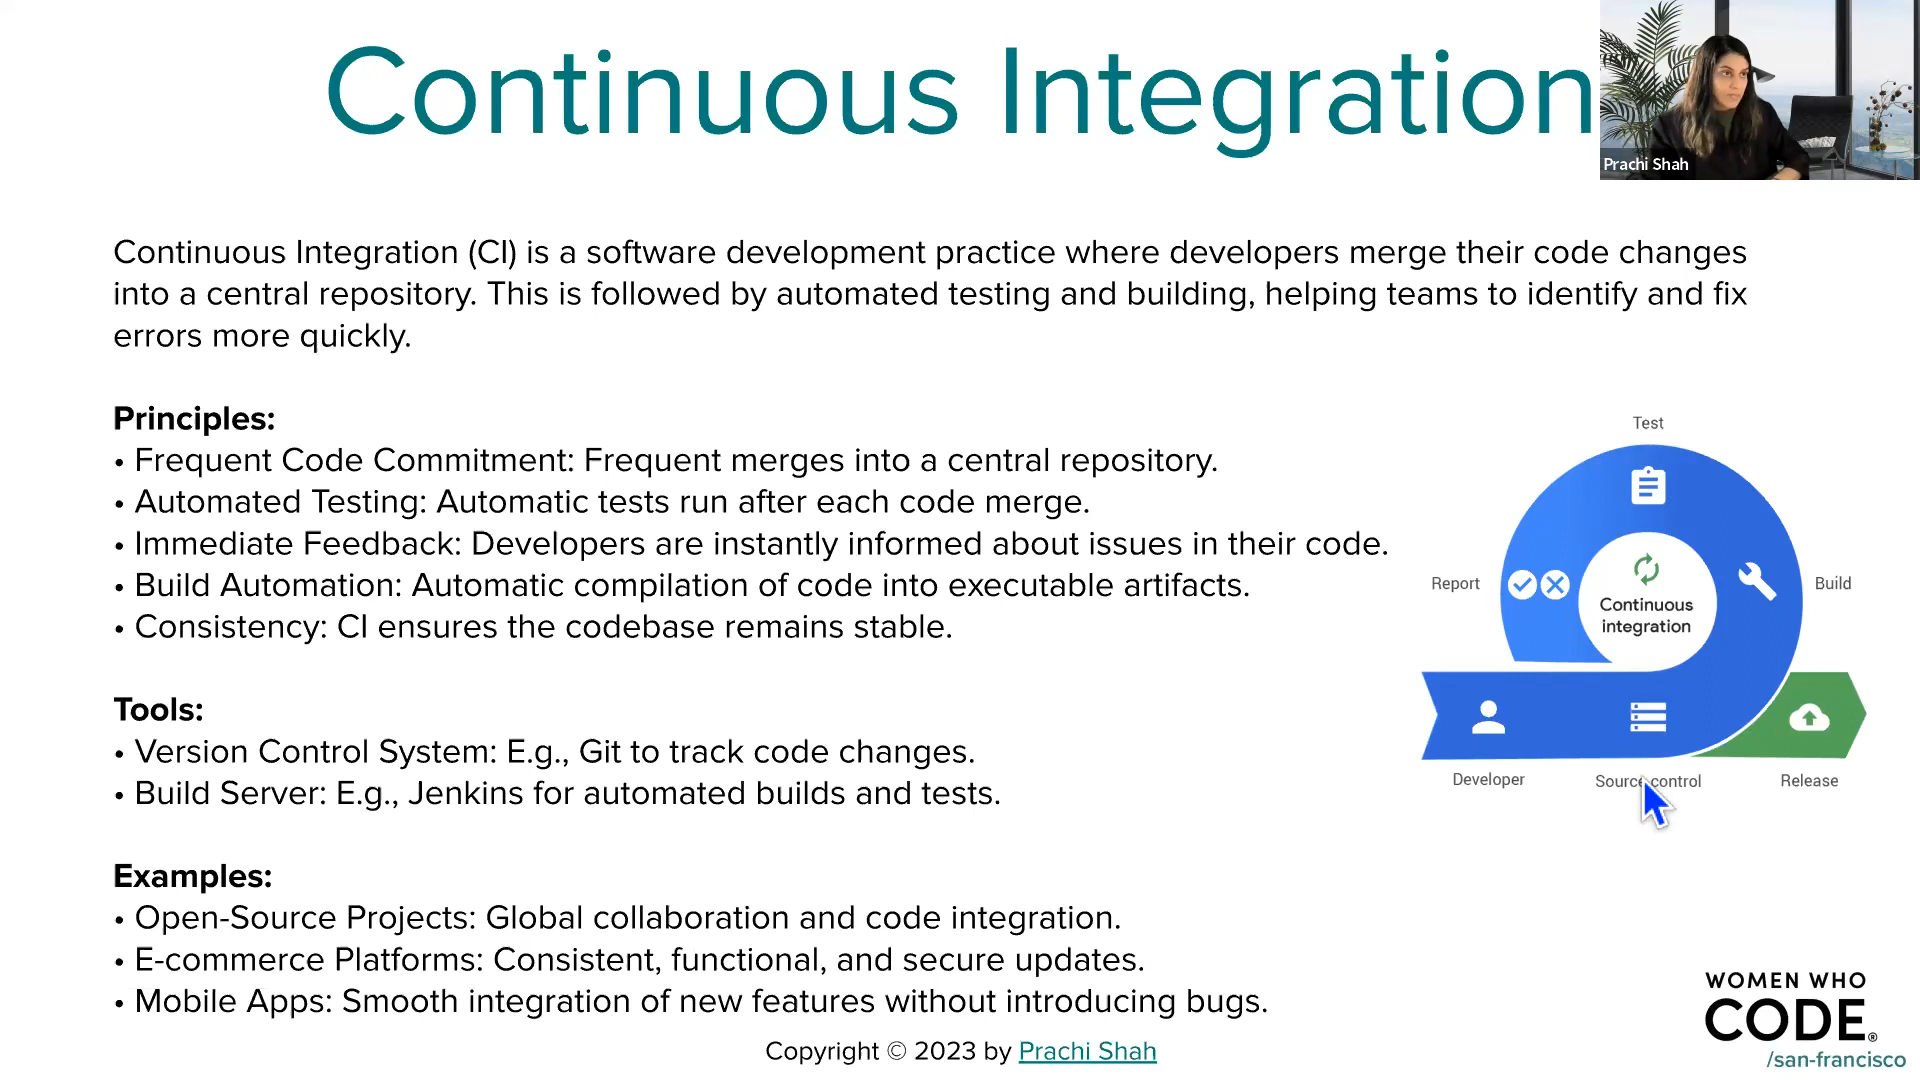 Continuous Integration
Prachi Shah
Continuous Integration (CI) is a software development practice where developers merge their code changes
into a central repository. This is followed by automated testing and building, helping teams to identify and fix
errors more quickly.
Principles:
• Frequent Code Commitment: Frequent merges into a central repository.
• Automated Testing: Automatic tests run after each code merge.
• Immediate Feedback: Developers are instantly informed about issues in their code.
• Build Automation: Automatic compilation of code into executable artifacts.
• Consistency: CI ensures the codebase remains stable.
Tools:
• Version Control System: E.g., Git to track code changes.
• Build Server: E.g., Jenkins for automated builds and tests.
Examples:
• Open-Source Projects: Global collaboration and code integration.
• E-commerce Platforms: Consistent, functional, and secure updates.
• Mobile Apps: Smooth integration of new features without introducing bugs.
Test
Report
Continuous
integration
Build
Developer
Source control
Release
Copyright © 2023 by Prachi Shah
WOMEN WHO
CODE®
/san-francisco